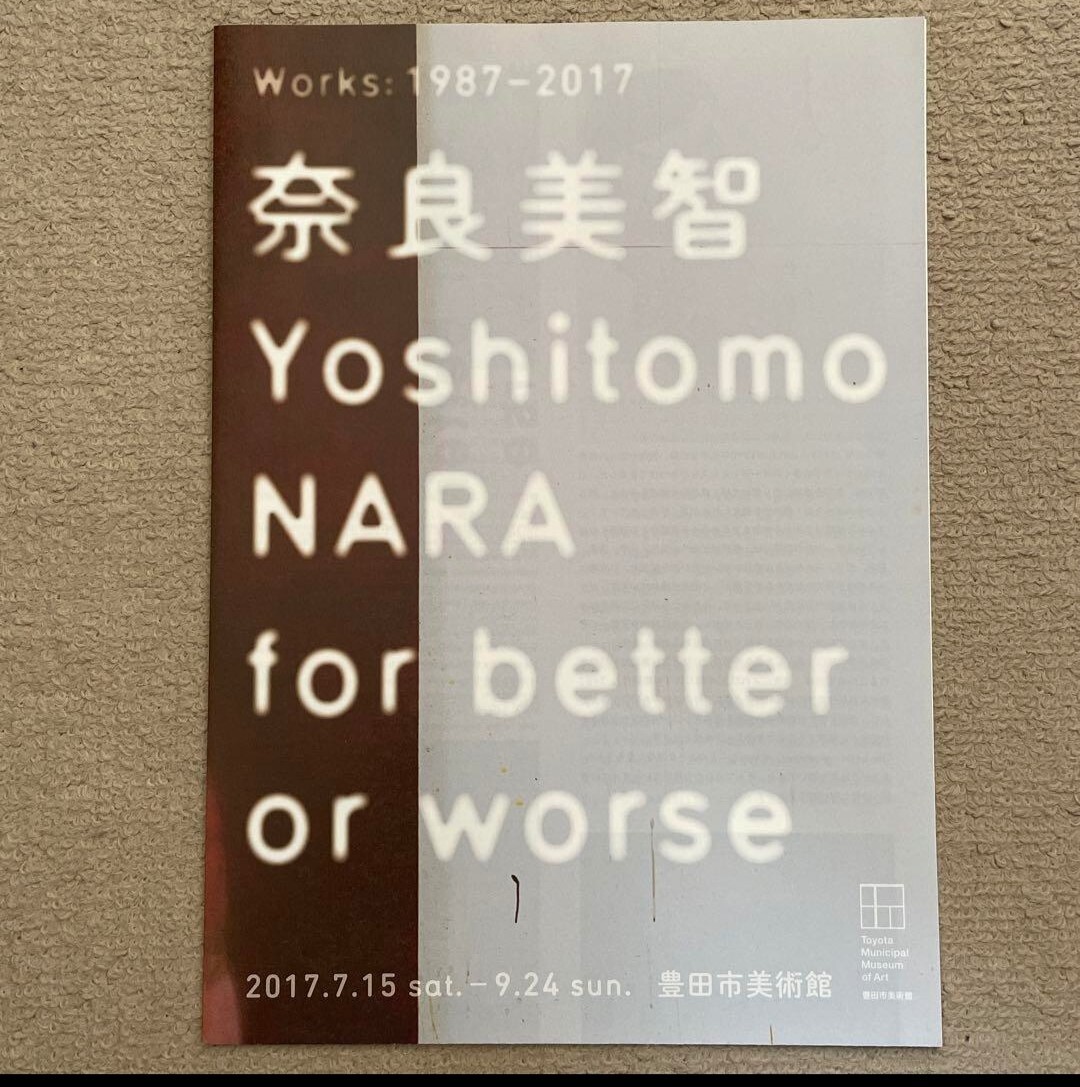 Works: 1987–2017
奈良美智
Yoshitomo
NARA
for better
or worse
2017.7.15 sat. – 9.24 sun. 豊田市美術館
Toyota
Municipal
Museum
of Art
豊田市美術館